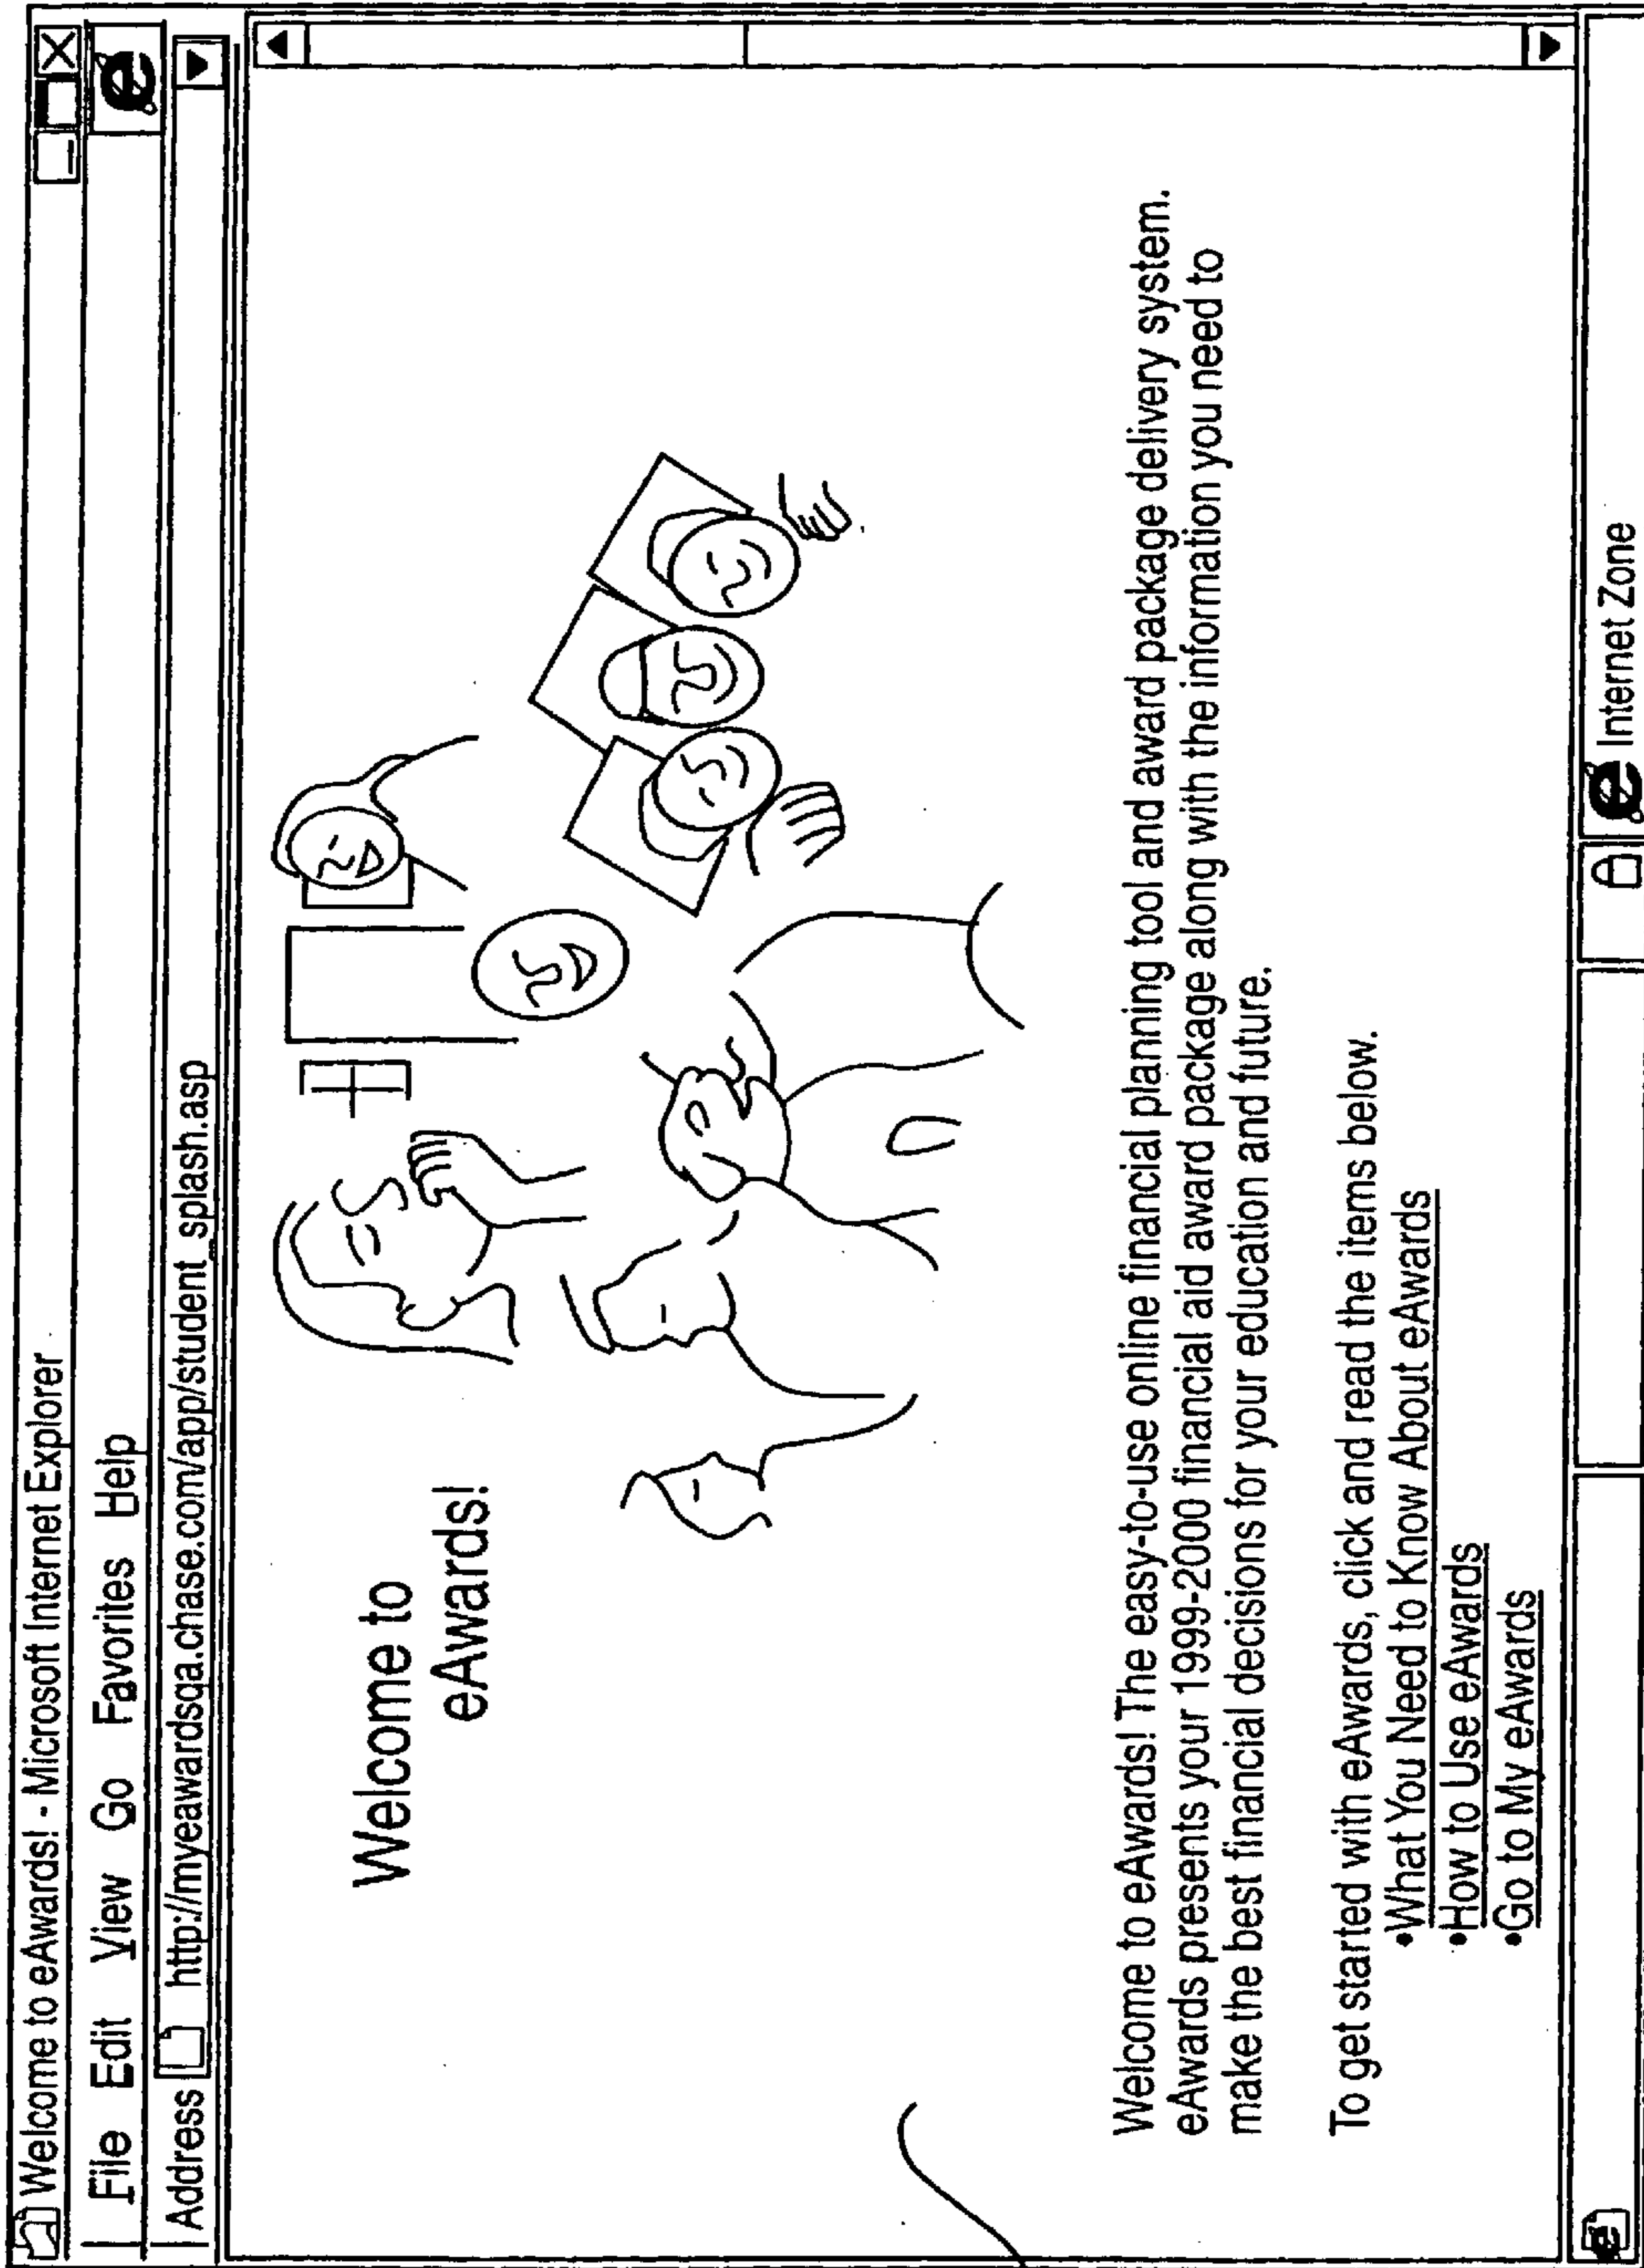 Welcome to eAwards! - Microsoft Internet Explorer
File Edit View Go Favorites Help
Address http://myeawardsqa.chase.com/app/student_splash.asp
Welcome to
eAwards!
Welcome to eAwards! The easy-to-use online financial planning tool and award package delivery system.
eAwards presents your 1999-2000 financial aid award package along with the information you need to
make the best financial decisions for your education and future.
To get started with eAwards, click and read the items below.
•What You Need to Know About eAwards
•How to Use eAwards
•Go to My eAwards
Internet Zone